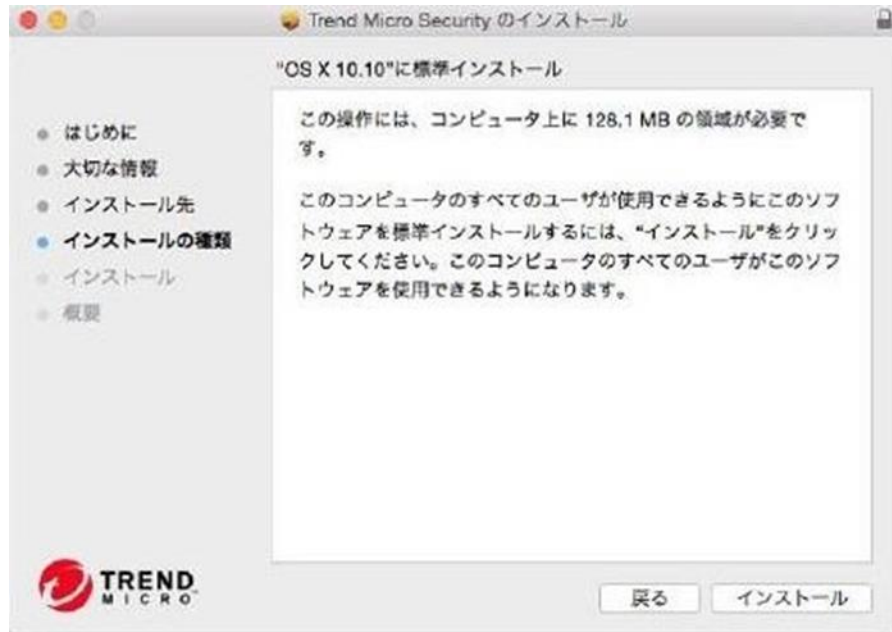 Trend Micro Security のインストール
"OS X 10.10"に標準インストール
はじめに
大切な情報
インストール先
インストールの種類
インストール
概要
この操作には、コンピュータ上に 128,1 MB の領域が必要で
す。
このコンピュータのすべてのユーザが使用できるようにこのソフ
トウェアを標準インストールするには、“インストール"をクリッ
クしてください。このコンピュータのすべてのユーザがこのソフ
トウェアを使用できるようになります。
TREND
MICRO
戻る
インストール